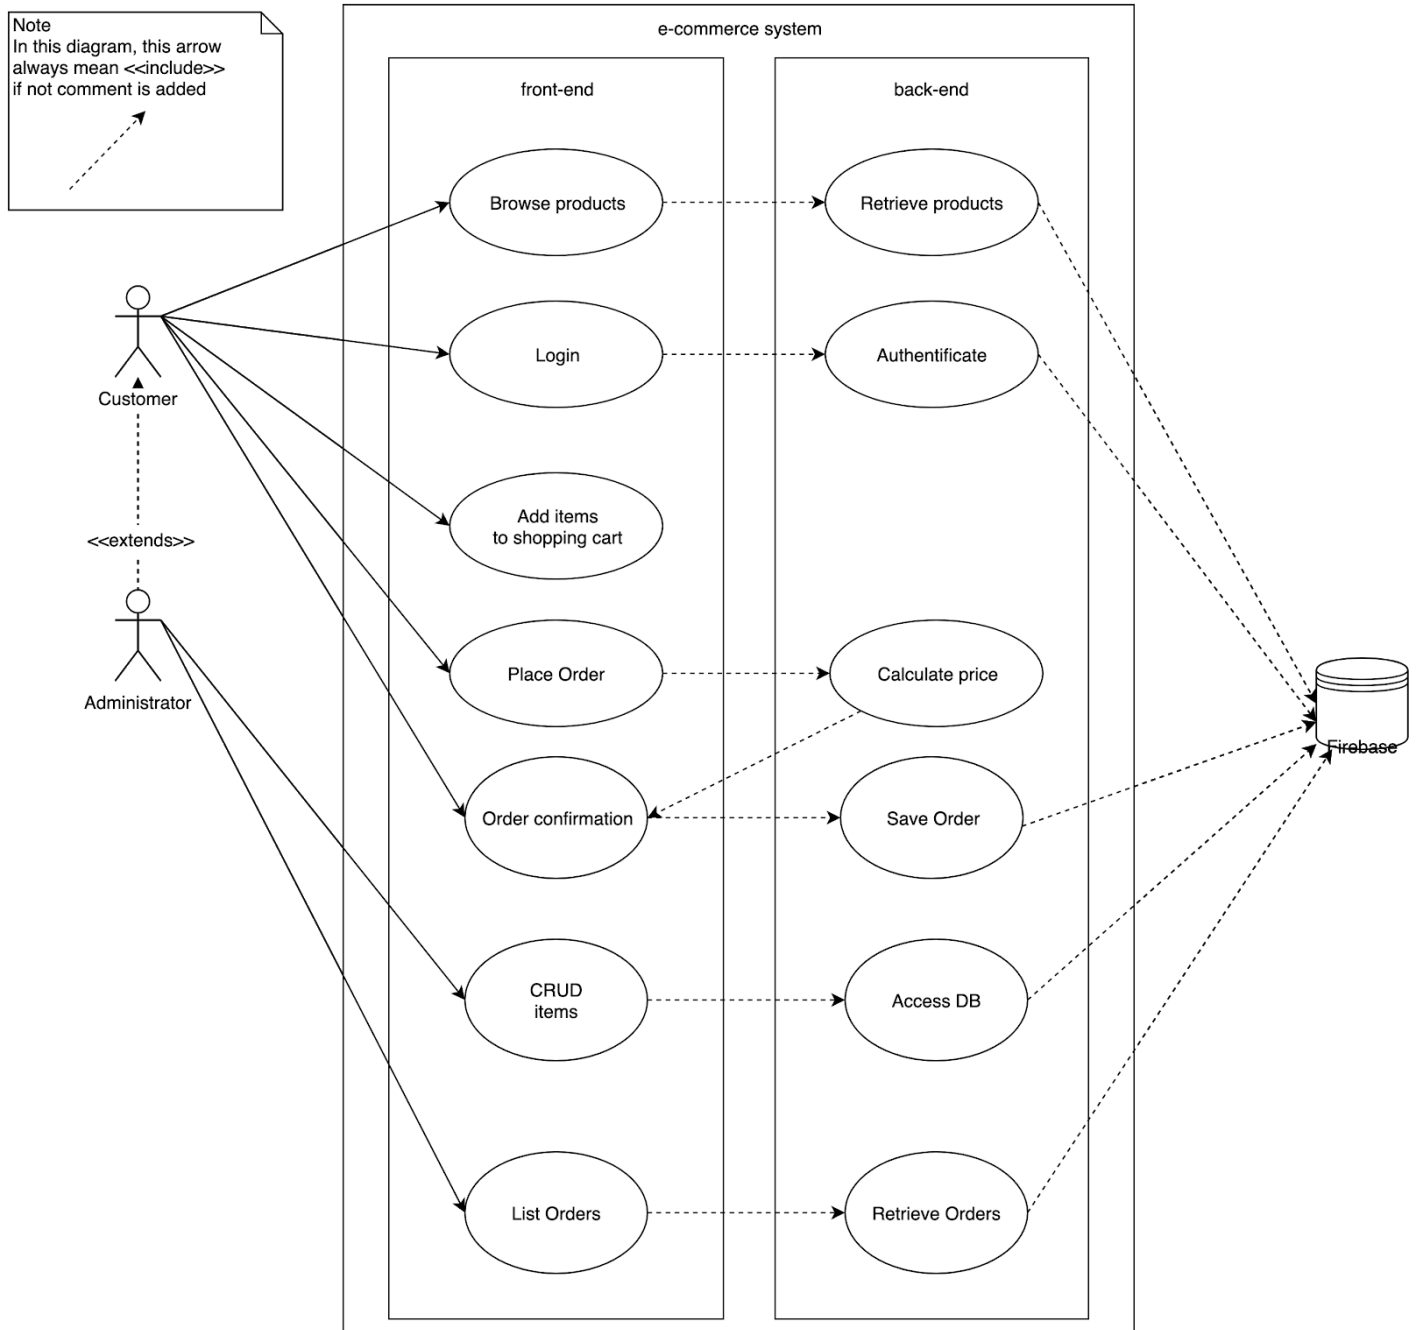 Note
In this diagram, this arrow
always mean <<include>>
if not comment is added
e-commerce system
front-end
back-end
Browse products
Retrieve products
Login
Authentificate
Customer
Add items
to shopping cart
<<extends>>
Place Order
Calculate price
Administrator
Firebase
Order confirmation
Save Order
CRUD
items
Access DB
List Orders
Retrieve Orders